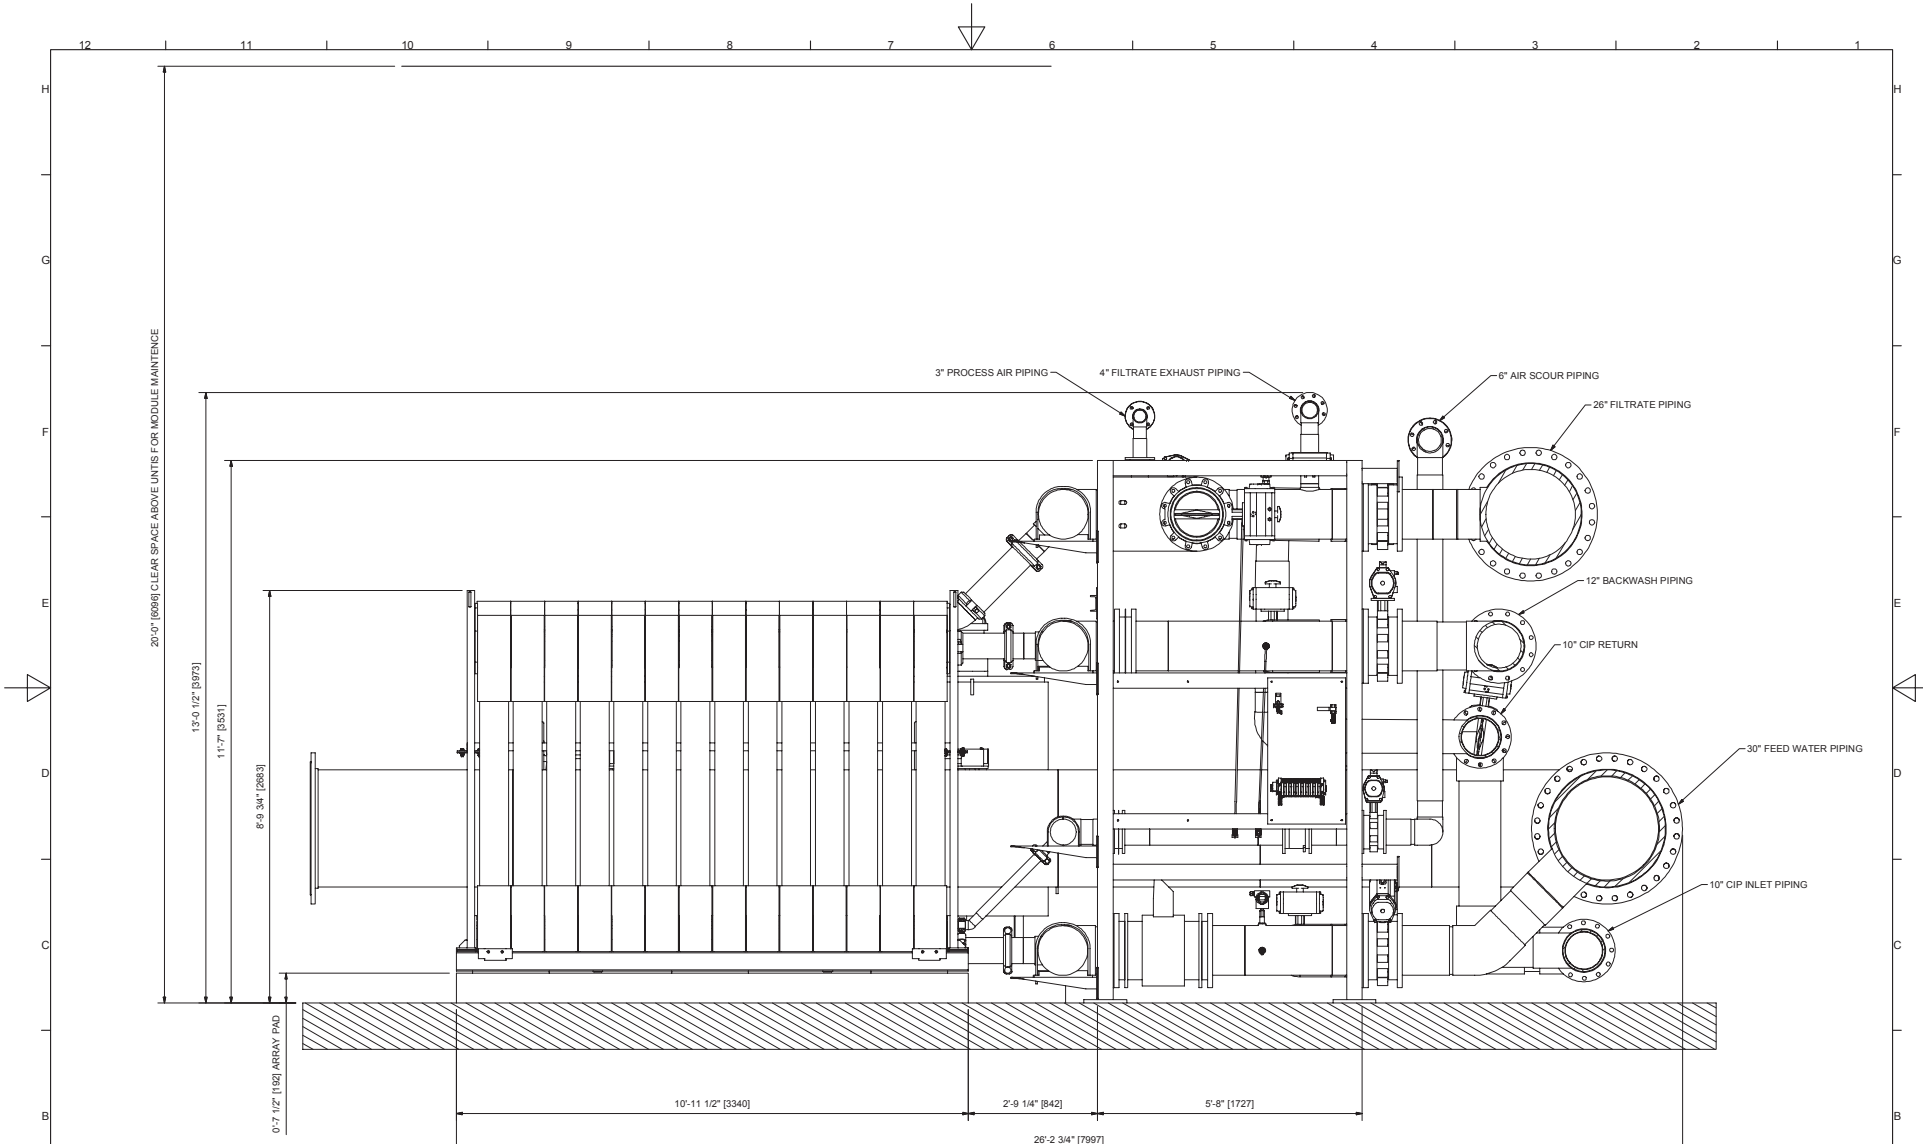 12 11 10 9 8 7 6 5 4 3 2 1
H H
G G
3" PROCESS AIR PIPING
4" FILTRATE EXHAUST PIPING
6" AIR SCOUR PIPING
26" FILTRATE PIPING
F F
20'-0" [6096] CLEAR SPACE ABOVE UNTIS FOR MODULE MAINTENCE
12" BACKWASH PIPING
E E
10" CIP RETURN
13'-0 1/2" [3973]
11'-7" [3531]
30" FEED WATER PIPING
8'-9 3/4" [2683]
D D
10" CIP INLET PIPING
C C
0'-7 1/2" [192] ARRAY PAD
10'-11 1/2" [3340]
2'-9 1/4" [842]
5'-8" [1727]
B B
26'-2 3/4" [7997]